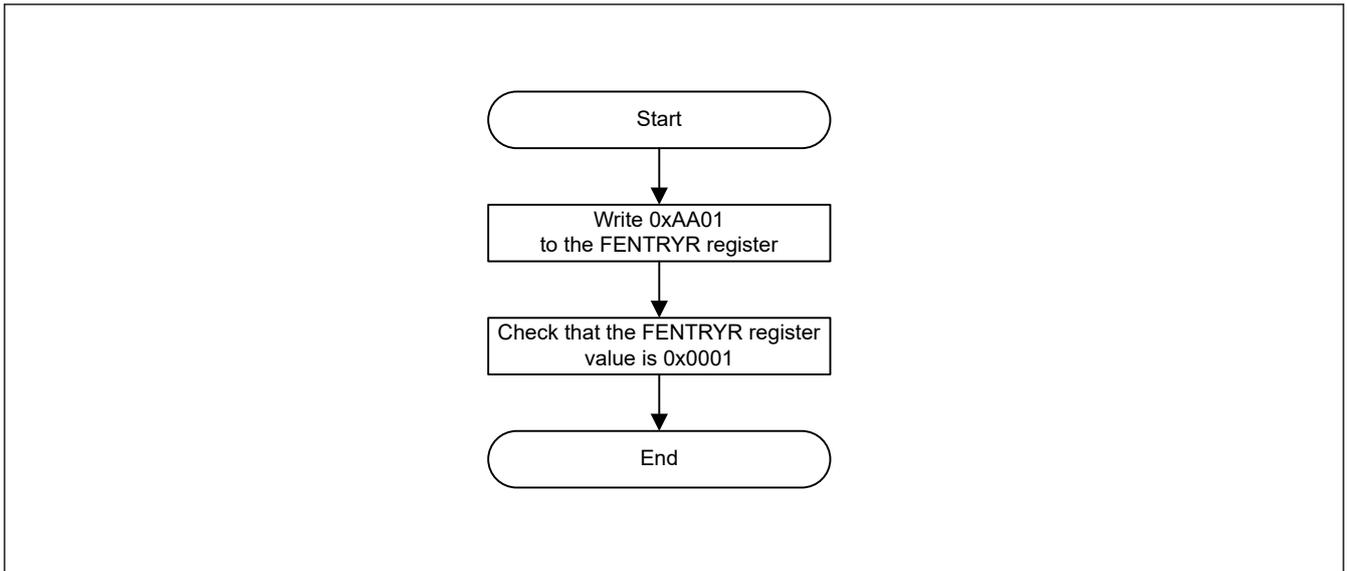 Start
Write 0xAA01
to the FENTRYR register
Check that the FENTRYR register
value is 0x0001
End